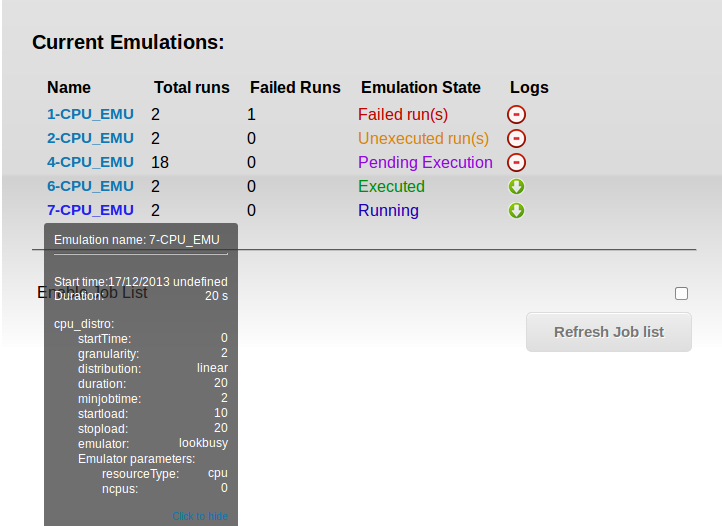 Current Emulations:
Name Total runs Failed Runs Emulation State Logs
1-CPU_EMU 2 1 Failed run(s)
2-CPU_EMU 2 0 Unexecuted run(s)
4-CPU_EMU 18 0 Pending Execution
6-CPU_EMU 2 0 Executed
7-CPU_EMU 2 0 Running
Emulation name: 7-CPU_EMU
Start time:17/12/2013 undefined
Enable Job List
Duration: 20 s
Refresh Job list
cpu_distro:
startTime: 0
granularity: 2
distribution: linear
duration: 20
minjobtime: 2
startload: 10
stopload: 20
emulator: lookbusy
Emulator parameters:
resourceType: cpu
ncpus: 0
Click to hide